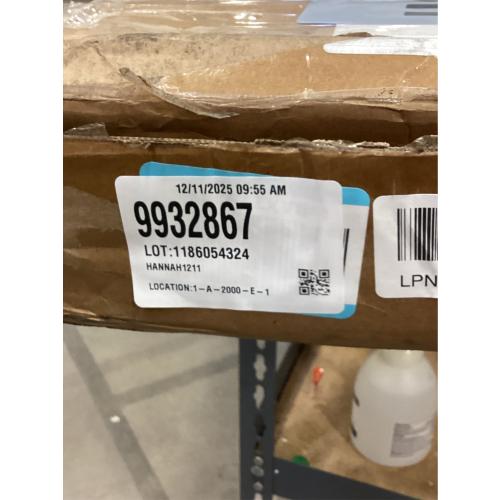 12/11/2025 09:55 AM
9932867
LOT:1186054324
HANNAH1211
LOCATION:1-A-2000-E-1
LPN